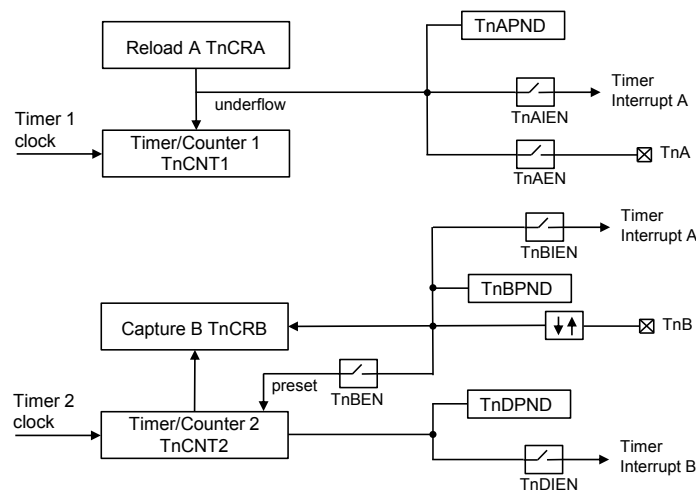 Reload A TnCRA
TnAPND
underflow
Timer
Interrupt A
TnAIEN
Timer 1
clock
Timer/Counter 1
TnCNT1
TnA
TnAEN
Timer
Interrupt A
TnBIEN
TnBPND
Capture B TnCRB
TnB
preset
TnBEN
Timer 2
clock
Timer/Counter 2
TnCNT2
TnDPND
Timer
Interrupt B
TnDIEN